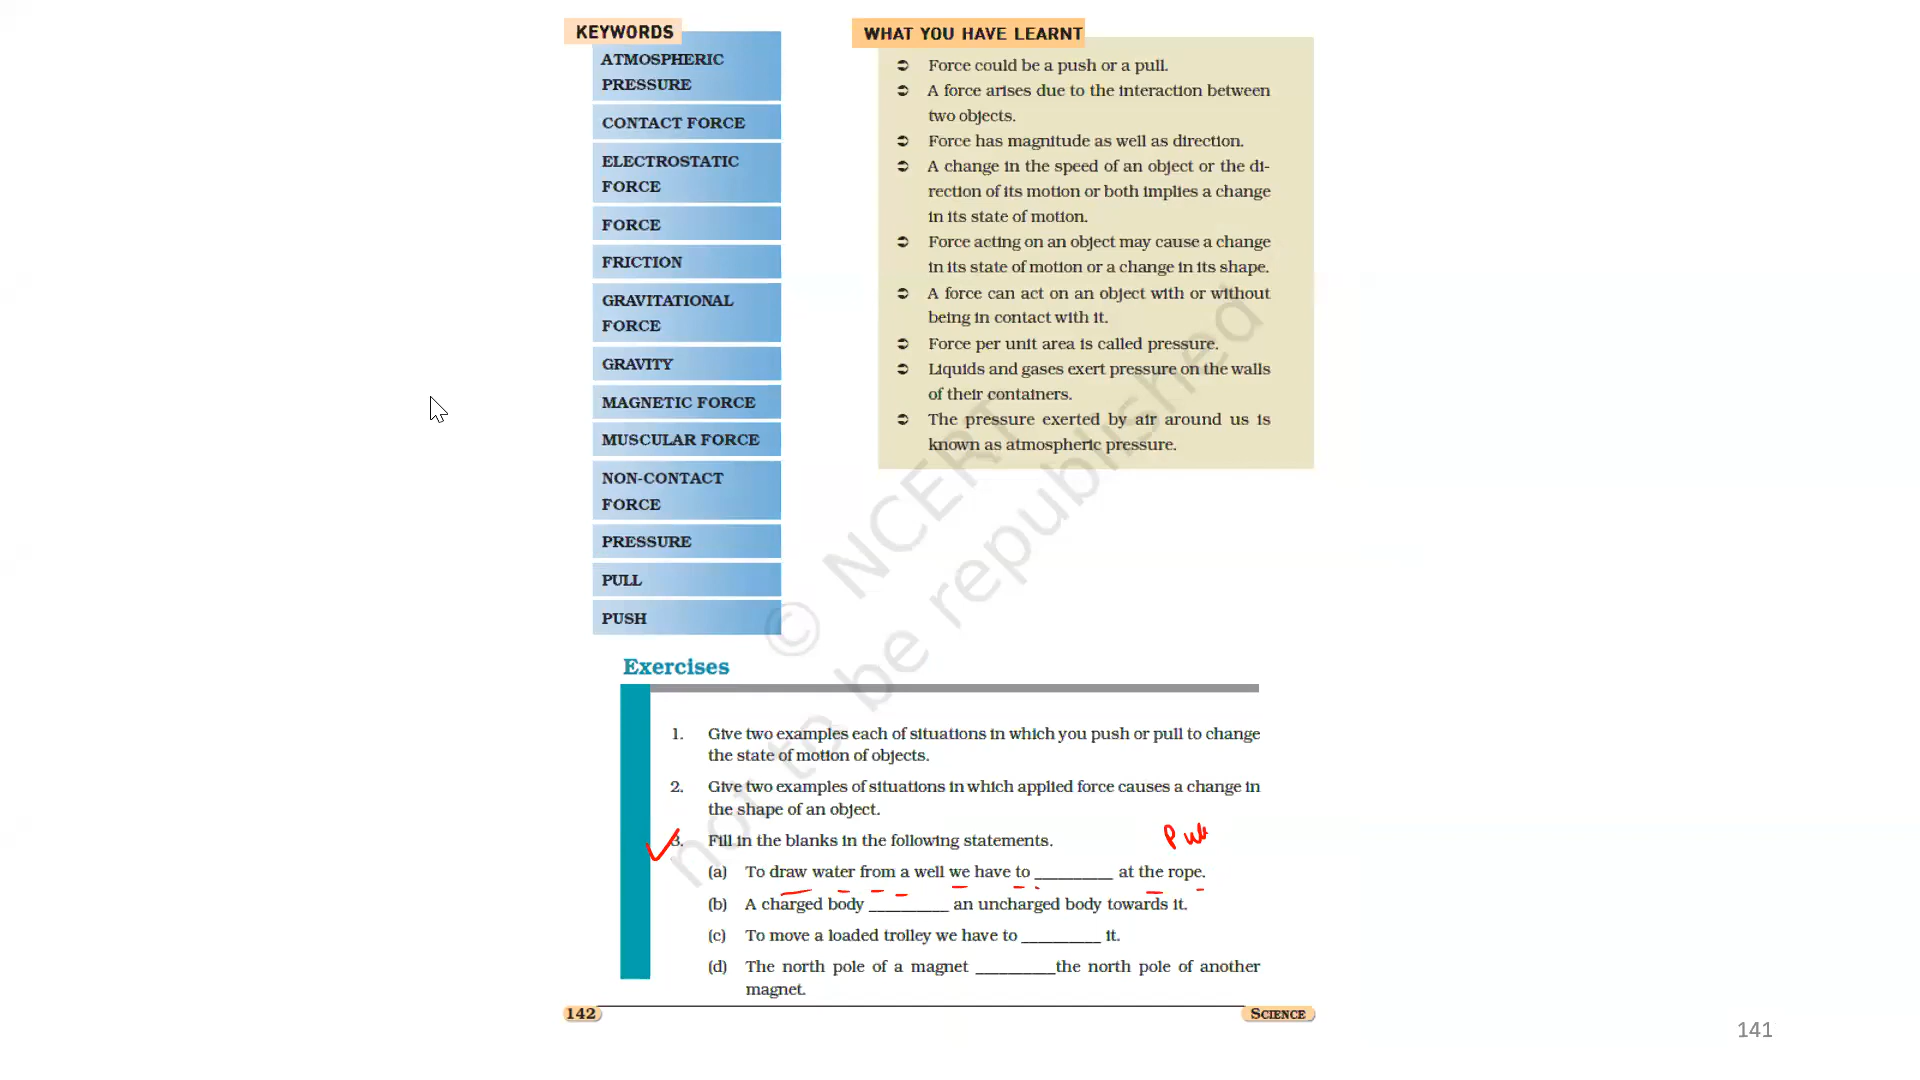 KEYWORDS
ATMOSPHERIC
PRESSURE
CONTACT FORCE
ELECTROSTATIC
FORCE
FORCE
FRICTION
GRAVITATIONAL
FORCE
GRAVITY
MAGNETIC FORCE
MUSCULAR FORCE
NON-CONTACT
FORCE
PRESSURE
PULL
PUSH
WHAT YOU HAVE LEARNT
Force could be a push or a pull.
A force arises due to the interaction between
two objects.
Force has magnitude as well as direction.
A change in the speed of an object or the di-
rection of its motion or both implies a change
in its state of motion.
Force acting on an object may cause a change
in its state of motion or a change in its shape.
A force can act on an object with or without
being in contact with it.
Force per unit area is called pressure.
Liquids and gases exert pressure on the walls
of their containers.
The pressure exerted by air around us is
known as atmospheric pressure.
© NCERT
not to be republished
Exercises
1. Give two examples each of situations in which you push or pull to change
the state of motion of objects.
2. Give two examples of situations in which applied force causes a change in
the shape of an object.
3. Fill in the blanks in the following statements.
(a) To draw water from a well we have to __________ at the rope.
(b) A charged body __________ an uncharged body towards it.
(c) To move a loaded trolley we have to __________ it.
(d) The north pole of a magnet __________the north pole of another
magnet.
142
SCIENCE
141